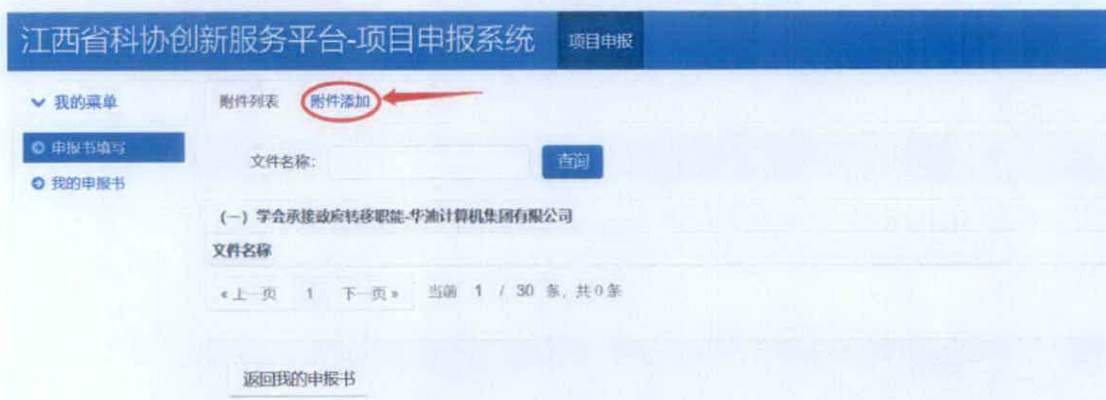 江西省科协创新服务平台-项目申报系统 项目申报
我的菜单
附件列表 附件添加
申报书填写
文件名称: 查询
我的申报书
(一) 学会承接政府转移职能-华迪计算机集团有限公司
文件名称
«上一页 1 下一页» 当前 1 / 30 条, 共0条
返回我的申报书